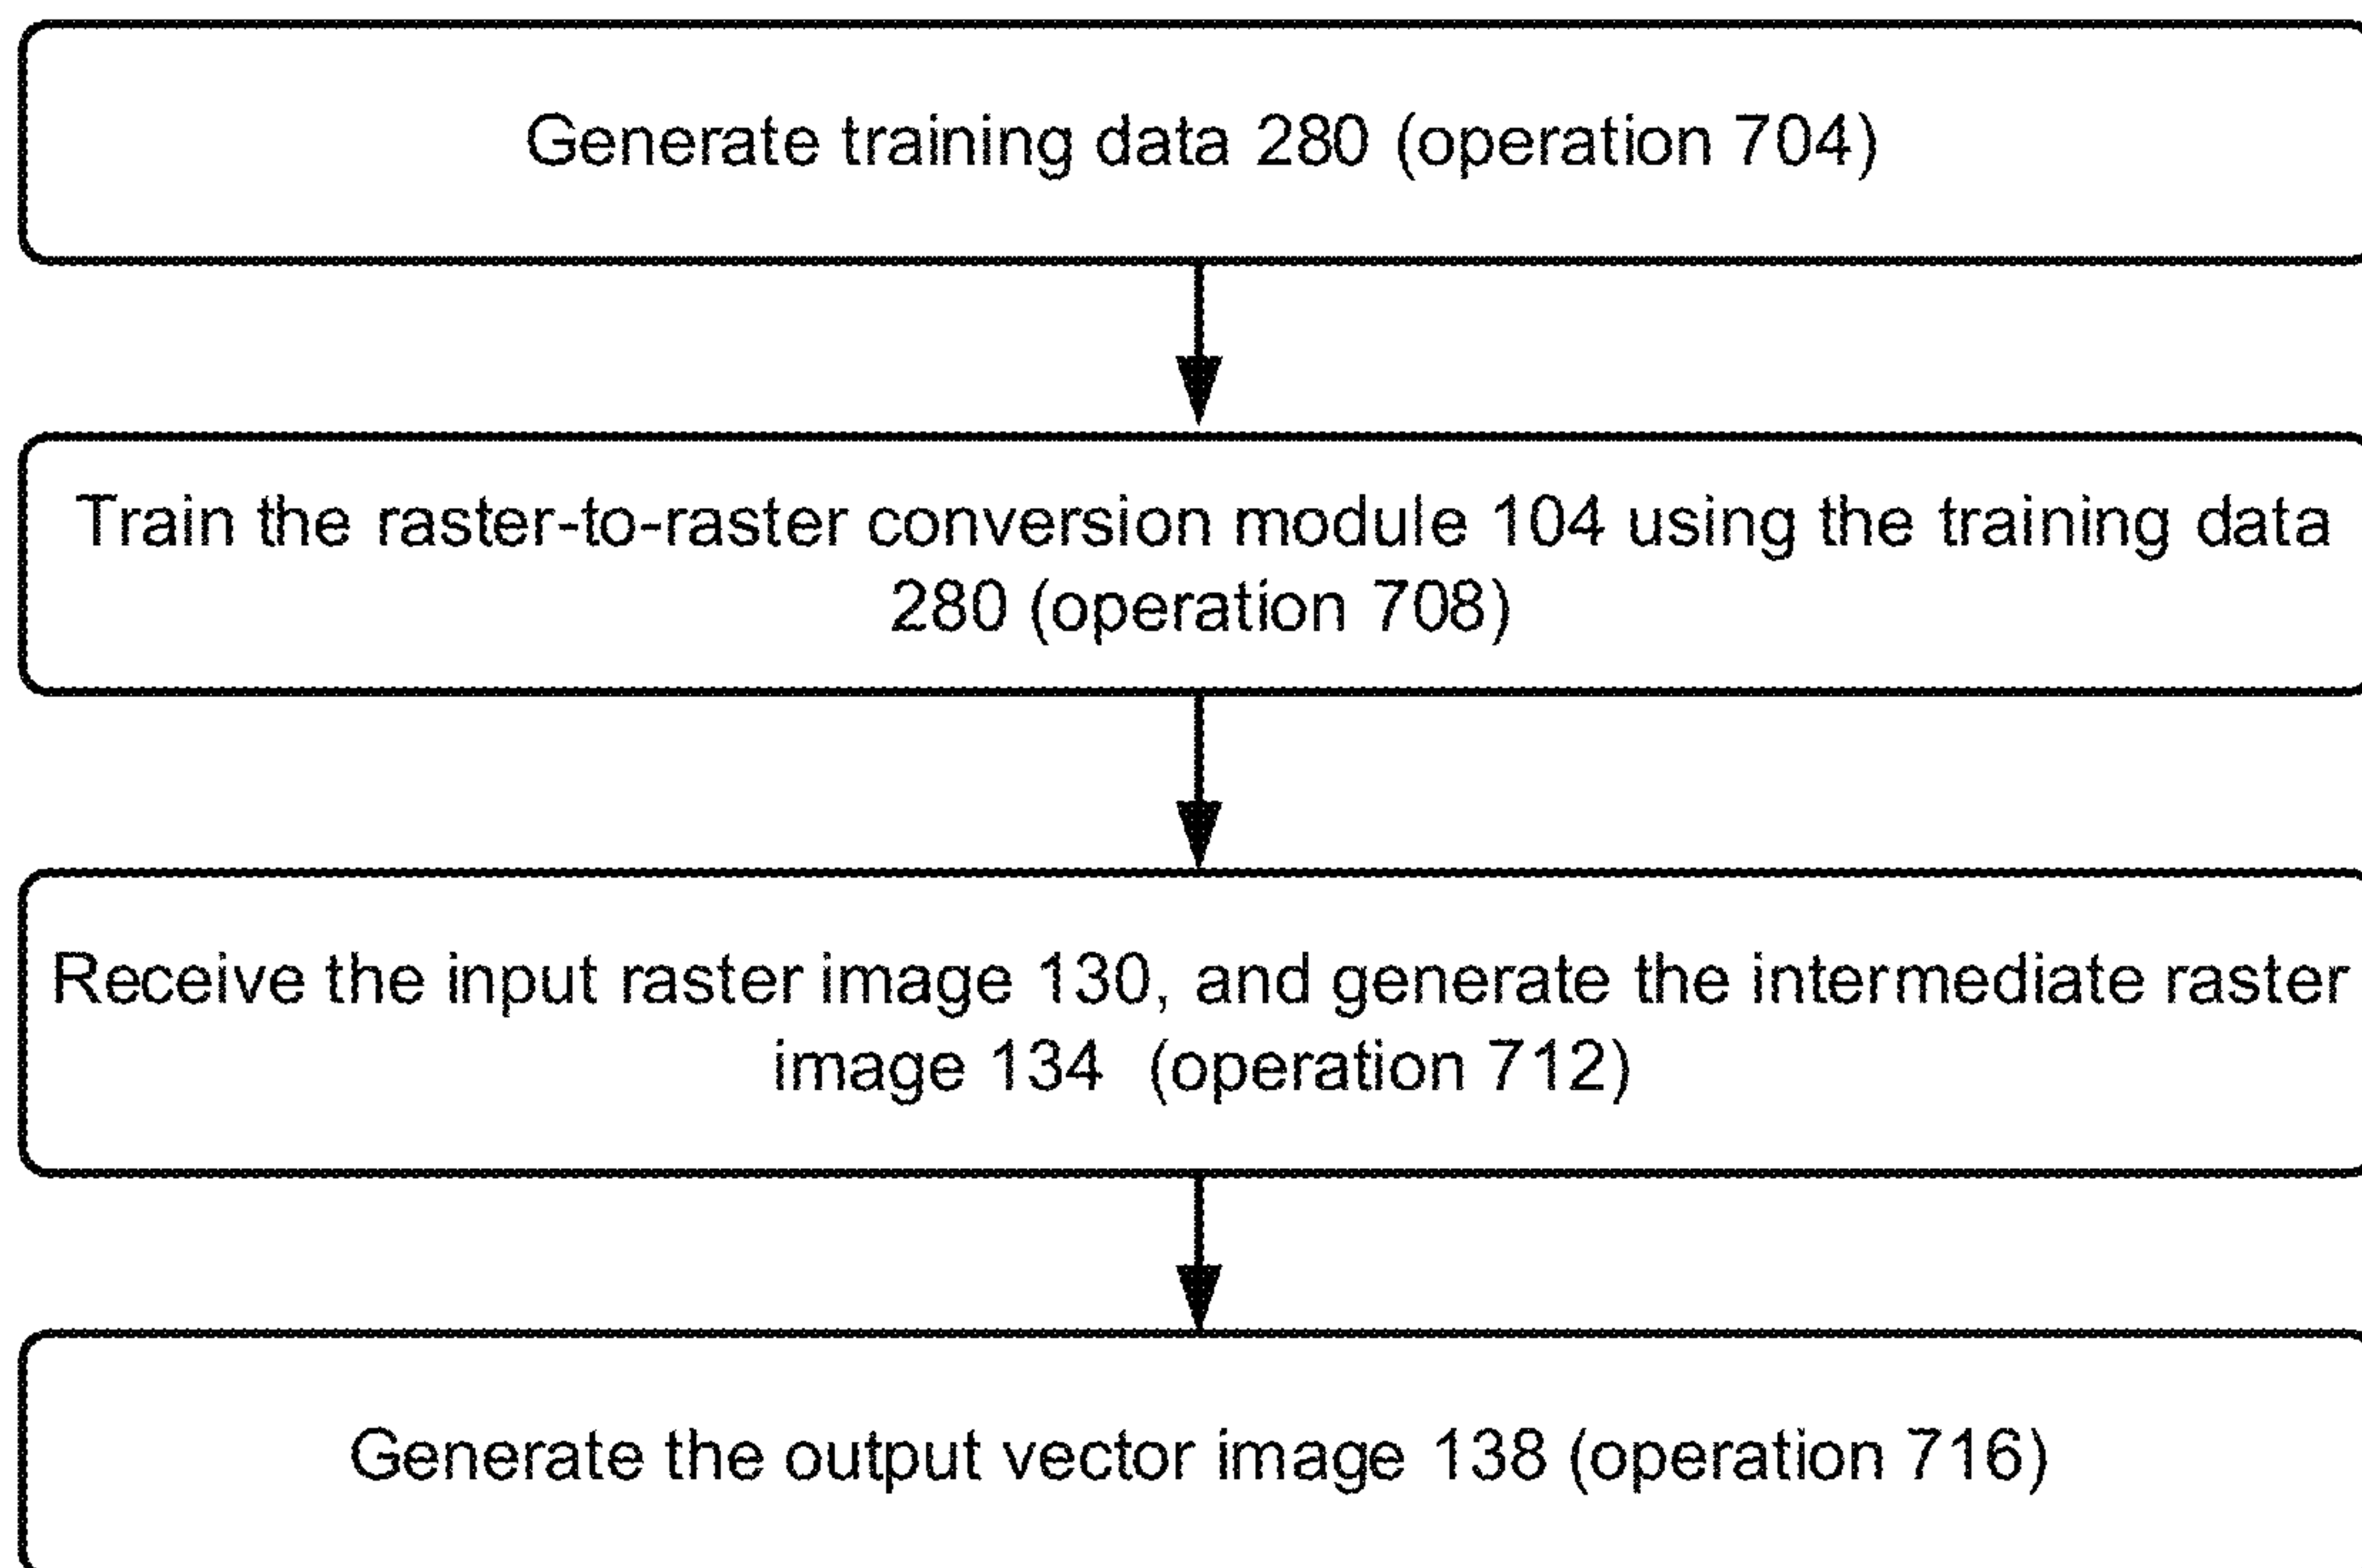 Generate training data 280 (operation 704)
Train the raster-to-raster conversion module 104 using the training data
280 (operation 708)
Receive the input raster image 130, and generate the intermediate raster
image 134 (operation 712)
Generate the output vector image 138 (operation 716)